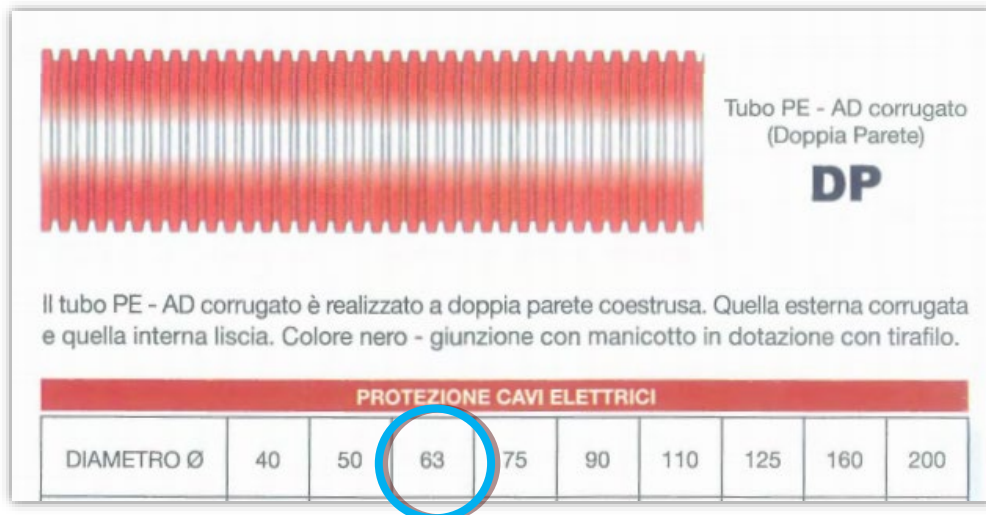 Tubo PE - AD corrugato
(Doppia Parete)
DP
Il tubo PE - AD corrugato è realizzato a doppia parete coestrusa. Quella esterna corrugata
e quella interna liscia. Colore nero - giunzione con manicotto in dotazione con tirafilo.
PROTEZIONE CAVI ELETTRICI
DIAMETRO Ø 40 50 63 75 90 110 125 160 200